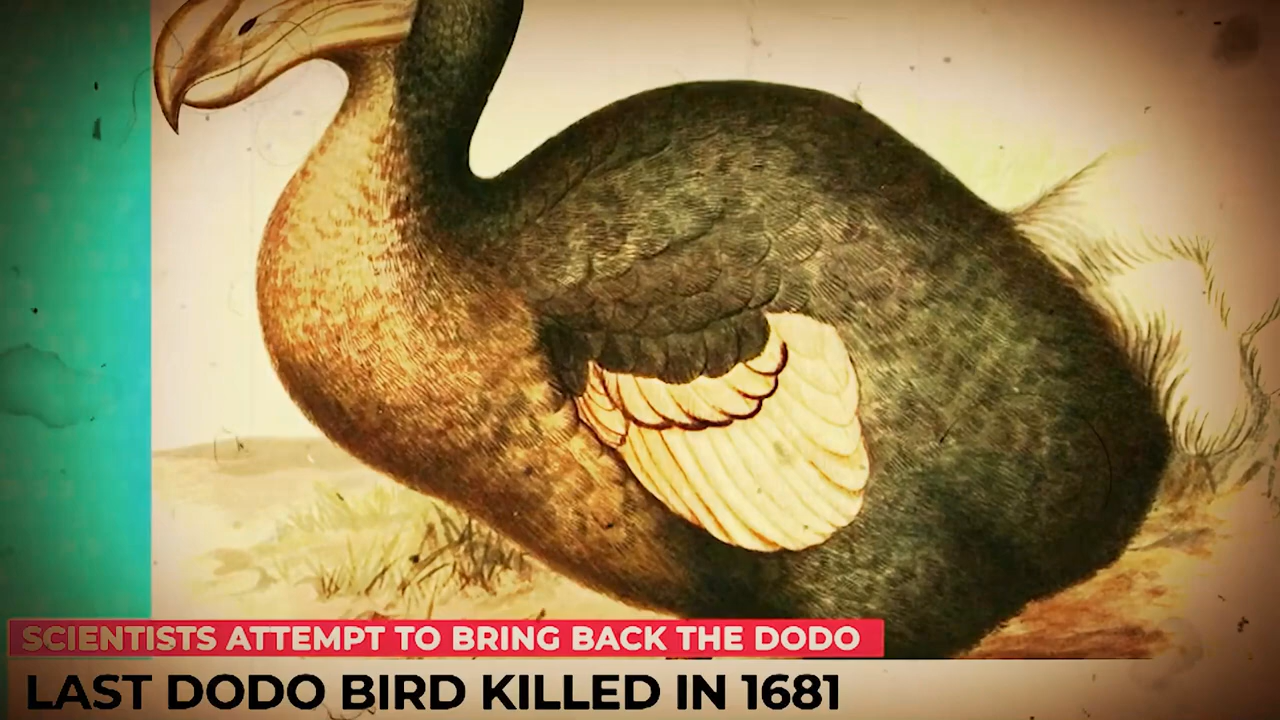 SCIENTISTS ATTEMPT TO BRING BACK THE DODO
LAST DODO BIRD KILLED IN 1681